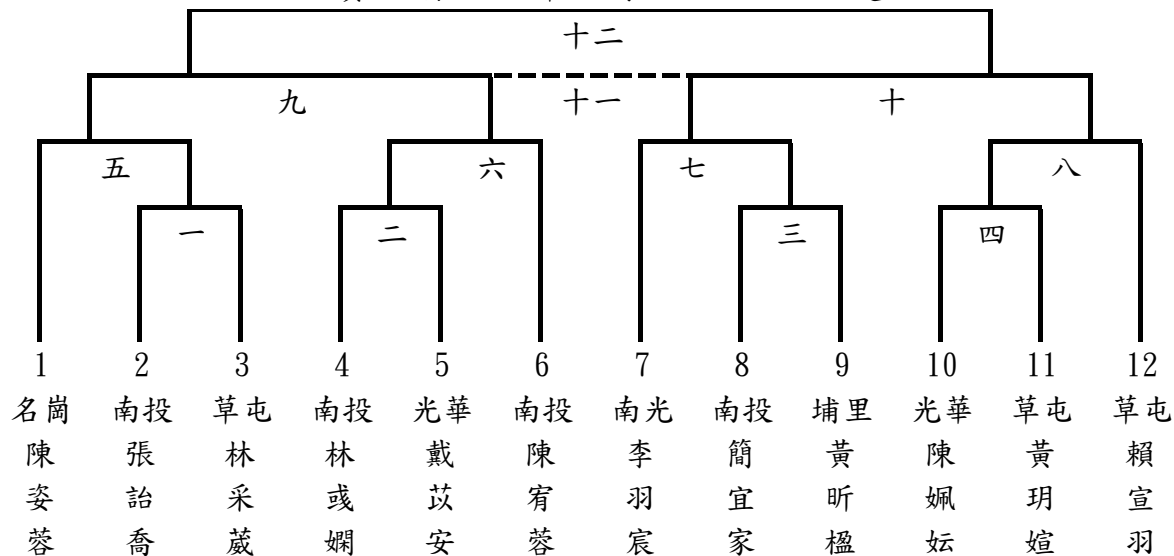 十二
九 十一 十
五 六 七 八
一 二 三 四
1 2 3 4 5 6 7 8 9 10 11 12
名崗 南投 草屯 南投 光華 南投 南光 南投 埔里 光華 草屯 草屯
陳 張 林 林 戴 陳 李 簡 黃 陳 黃 賴
姿 詒 采 彧 苡 宥 羽 宜 昕 姵 玥 宣
蓉 喬 葳 嫻 安 蓉 宸 家 楹 妘 媗 羽